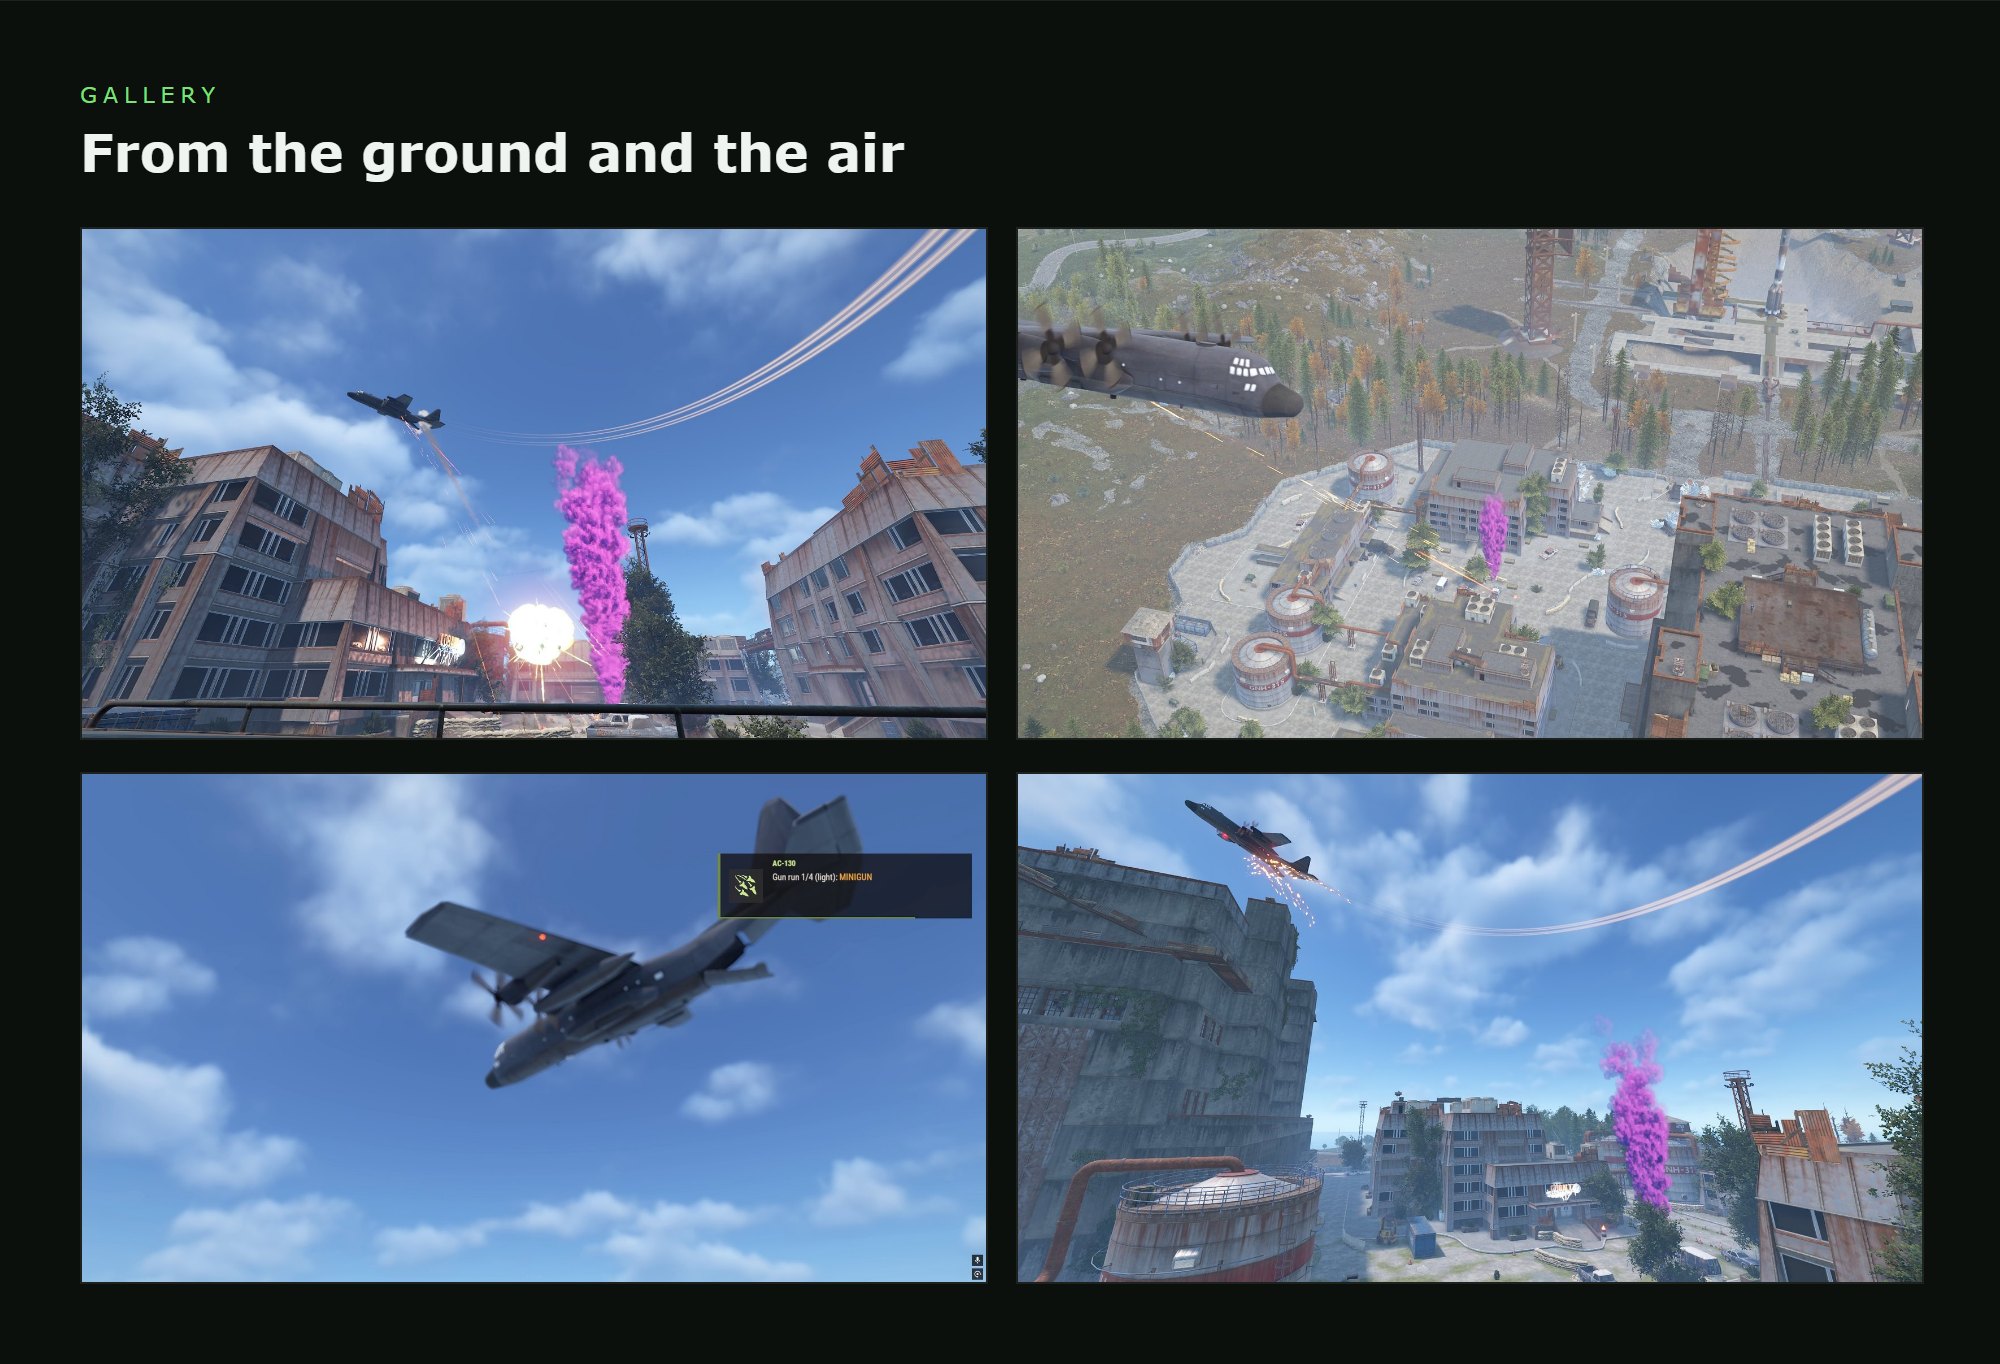 GALLERY
From the ground and the air
AC-130
Gun run 1/4 (light): MINIGUN